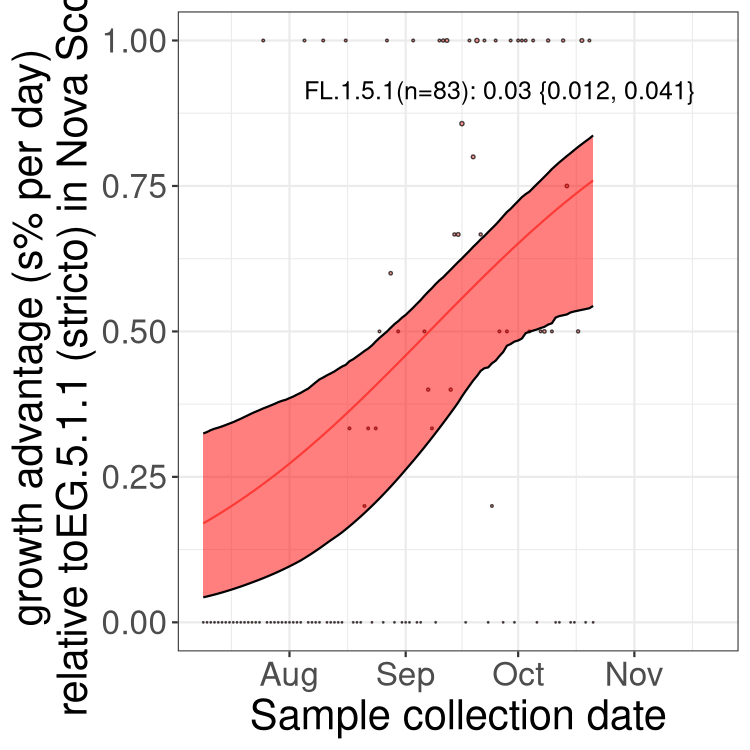 growth advantage (s% per day)
relative toEG.5.1.1 (stricto) in Nova Sco
1.00
0.75
0.50
0.25
0.00
FL.1.5.1(n=83): 0.03 {0.012, 0.041}
Aug Sep Oct Nov
Sample collection date